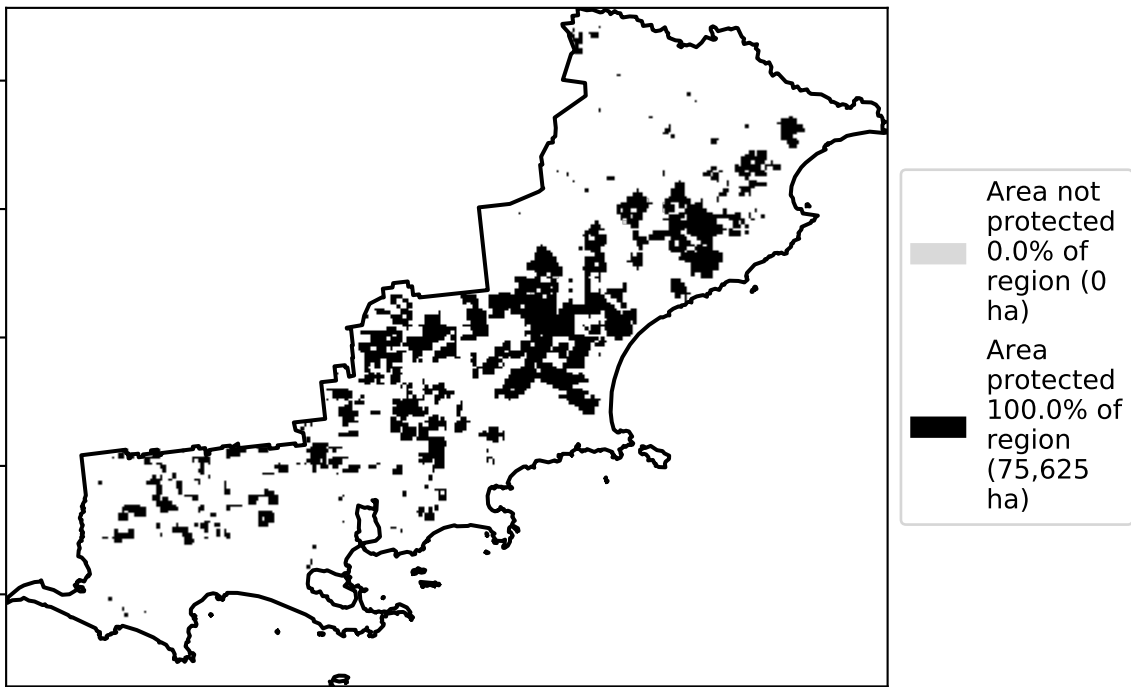 Area not
protected
0.0% of
region (0
ha)
Area
protected
100.0% of
region
(75,625
ha)